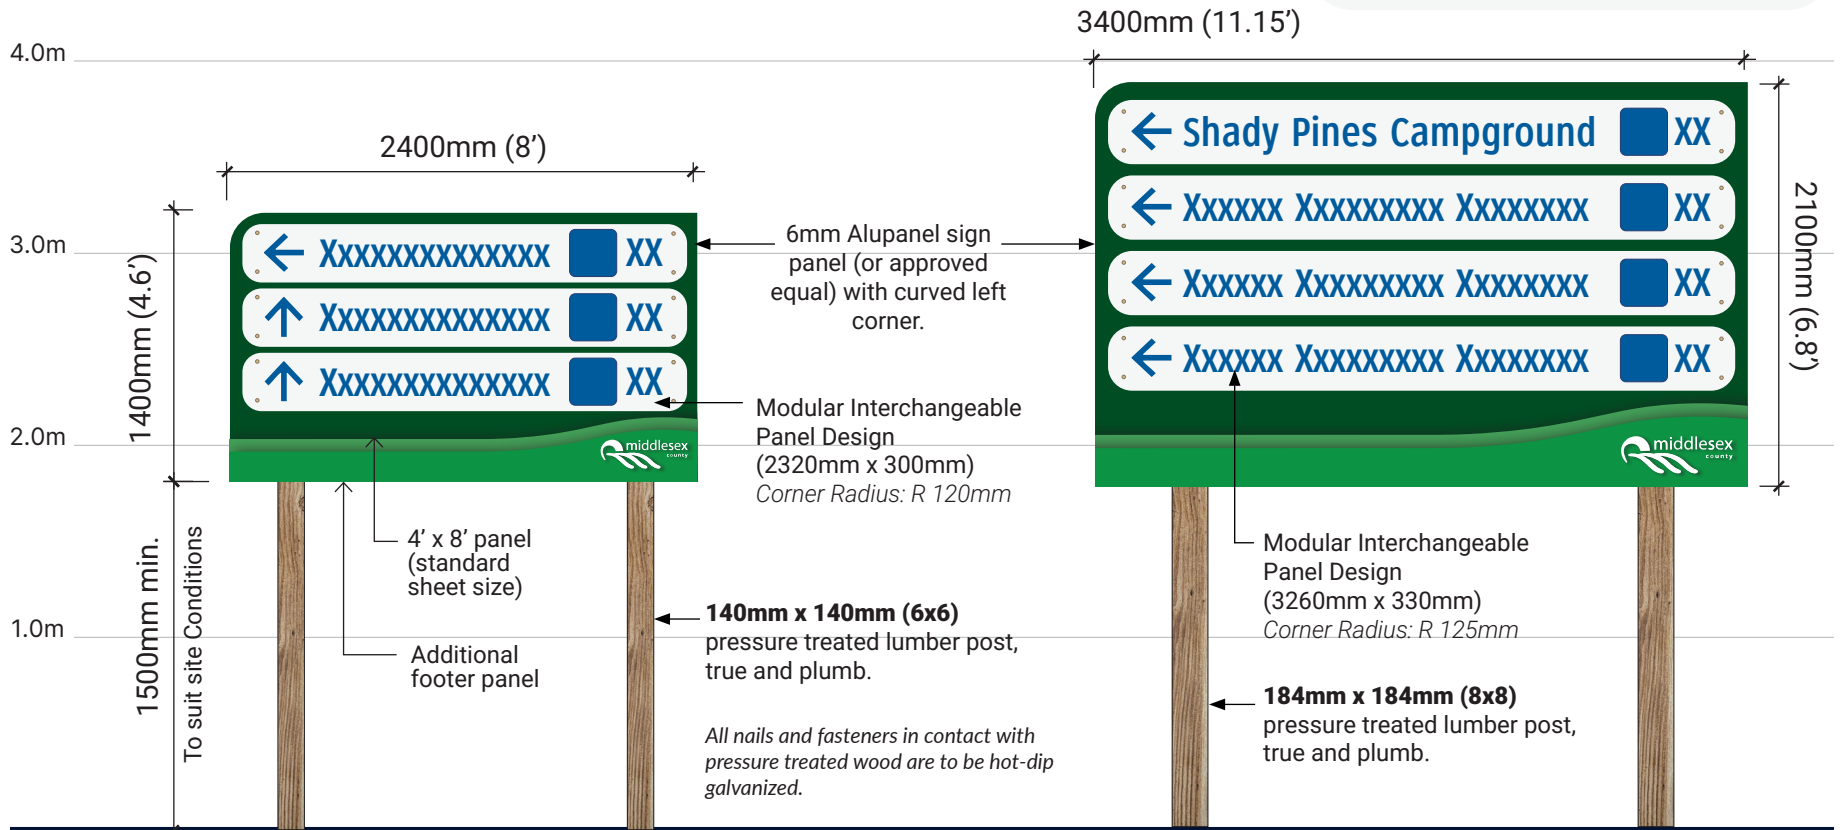 3400mm (11.15’)
4.0m
2400mm (8’)
3.0m
2.0m
1.0m
1400mm (4.6’)
1500mm min.
To suit site Conditions
Xxxxxxxxxxxxxx XX
Xxxxxxxxxxxxxx XX
Xxxxxxxxxxxxxx XX
middlesex
county
6mm Alupanel sign
panel (or approved
equal) with curved left
corner.
Modular Interchangeable
Panel Design
(2320mm x 300mm)
Corner Radius: R 120mm
4’ x 8’ panel
(standard
sheet size)
Additional
footer panel
140mm x 140mm (6x6)
pressure treated lumber post,
true and plumb.
All nails and fasteners in contact with
pressure treated wood are to be hot-dip
galvanized.
Shady Pines Campground XX
Xxxxxx Xxxxxxxxx Xxxxxxxx XX
Xxxxxx Xxxxxxxxx Xxxxxxxx XX
Xxxxxx Xxxxxxxxx Xxxxxxxx XX
middlesex
county
2100mm (6.8’)
Modular Interchangeable
Panel Design
(3260mm x 330mm)
Corner Radius: R 125mm
184mm x 184mm (8x8)
pressure treated lumber post,
true and plumb.